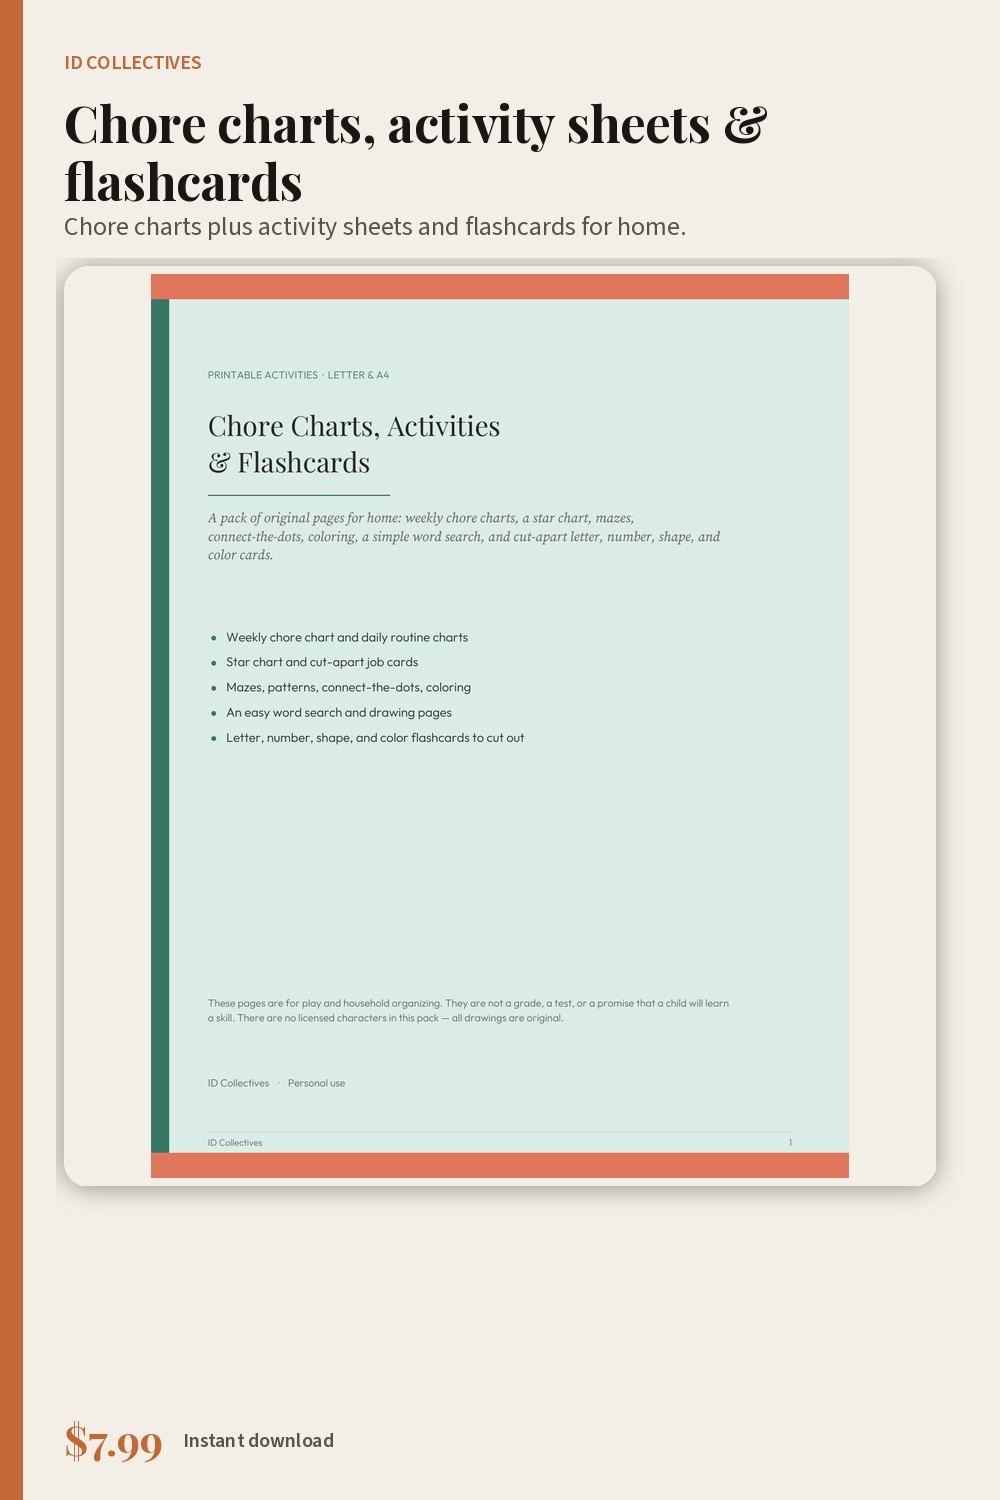 ID COLLECTIVES
Chore charts, activity sheets &
flashcards
Chore charts plus activity sheets and flashcards for home.
PRINTABLE ACTIVITIES · LETTER & A4
Chore Charts, Activities
& Flashcards
A pack of original pages for home: weekly chore charts, a star chart, mazes,
connect-the-dots, coloring, a simple word search, and cut-apart letter, number, shape, and
color cards.
• Weekly chore chart and daily routine charts
• Star chart and cut-apart job cards
• Mazes, patterns, connect-the-dots, coloring
• An easy word search and drawing pages
• Letter, number, shape, and color flashcards to cut out
These pages are for play and household organizing. They are not a grade, a test, or a promise that a child will learn
a skill. There are no licensed characters in this pack — all drawings are original.
ID Collectives · Personal use
ID Collectives 1
$7.99 Instant download